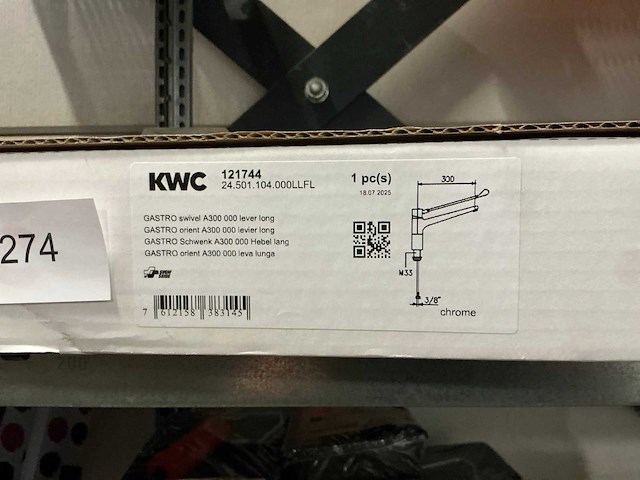 KWC
121744
24.501.104.000LLFL
1 pc(s)
18.07.2025
GASTRO swivel A300 000 lever long
GASTRO orient A300 000 levier long
GASTRO Schwenk A300 000 Hebel lang
GASTRO orient A300 000 leva lunga
300
M33
3/8"
chrome
7 612158 383145
274
200